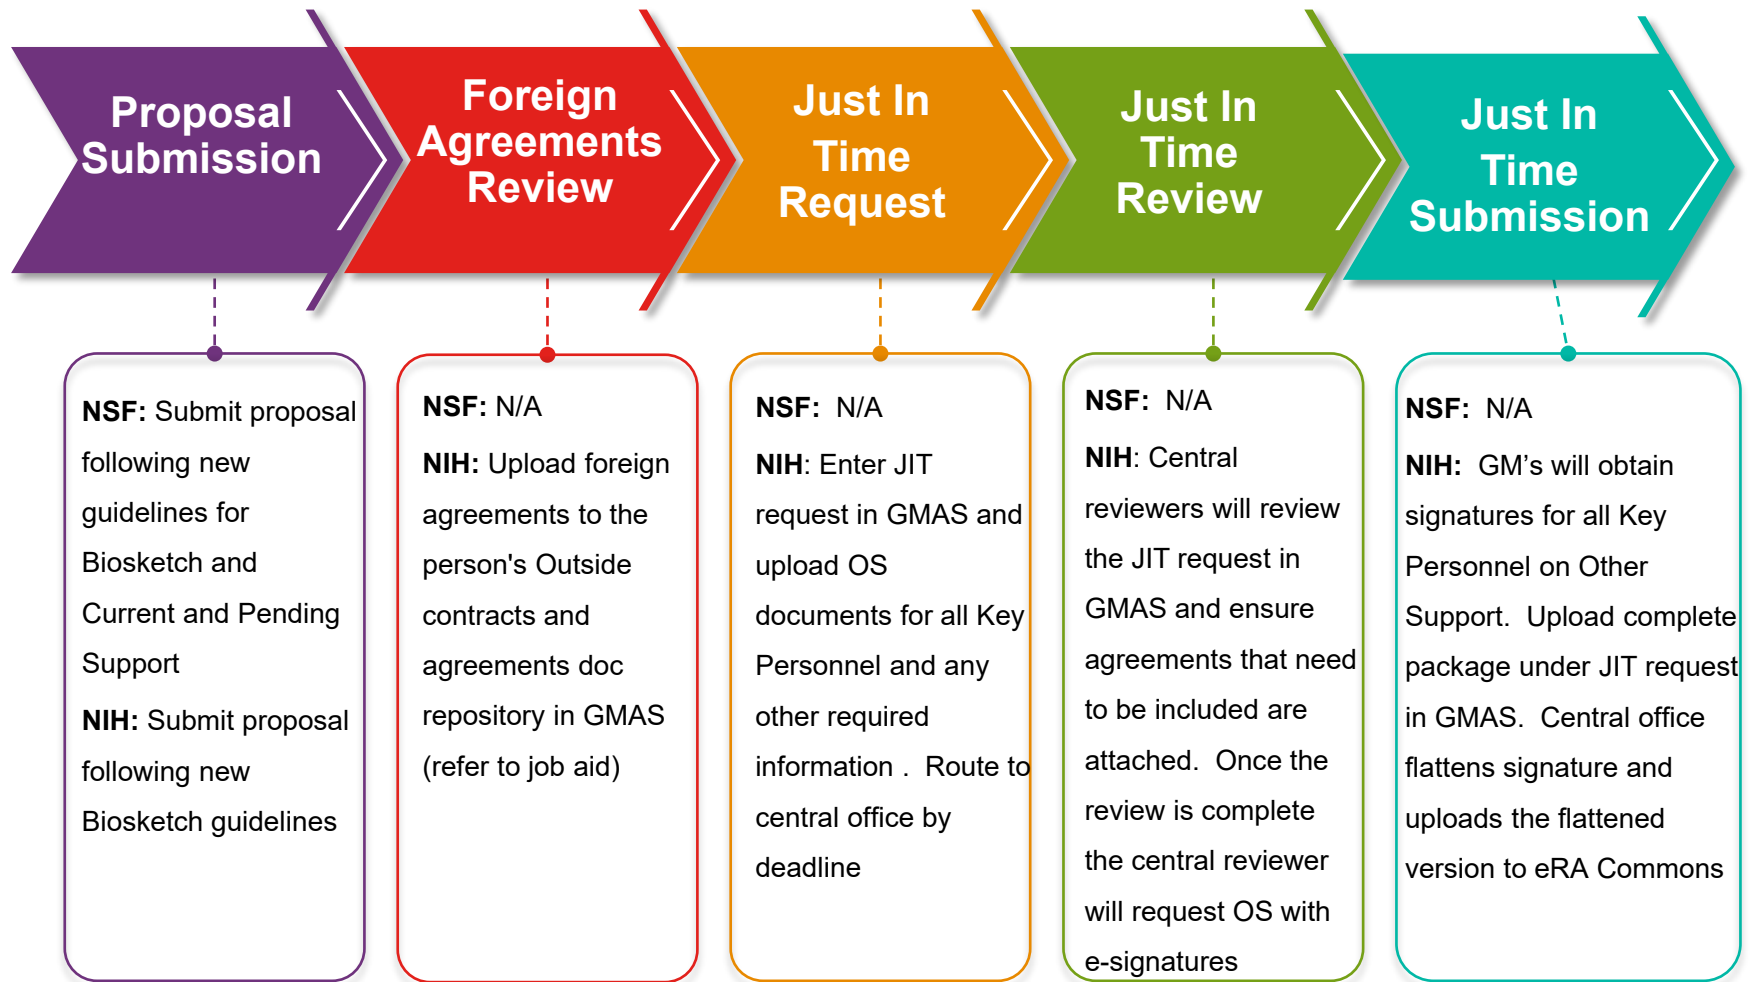 Proposal
Submission
Foreign
Agreements
Review
Just In
Time
Request
Just In
Time
Review
Just In
Time
Submission
NSF: Submit proposal
following new
guidelines for
Biosketch and
Current and Pending
Support
NIH: Submit proposal
following new
Biosketch guidelines
NSF: N/A
NIH: Upload foreign
agreements to the
person's Outside
contracts and
agreements doc
repository in GMAS
(refer to job aid)
NSF:  N/A
NIH: Enter JIT
request in GMAS and
upload OS
documents for all Key
Personnel and any
other required
information .  Route to
central office by
deadline
NSF:  N/A
NIH: Central
reviewers will review
the JIT request in
GMAS and ensure
agreements that need
to be included are
attached.  Once the
review is complete
the central reviewer
will request OS with
e-signatures
NSF:  N/A
NIH:  GM’s will obtain
signatures for all Key
Personnel on Other
Support.  Upload complete
package under JIT request
in GMAS.  Central office
flattens signature and
uploads the flattened
version to eRA Commons